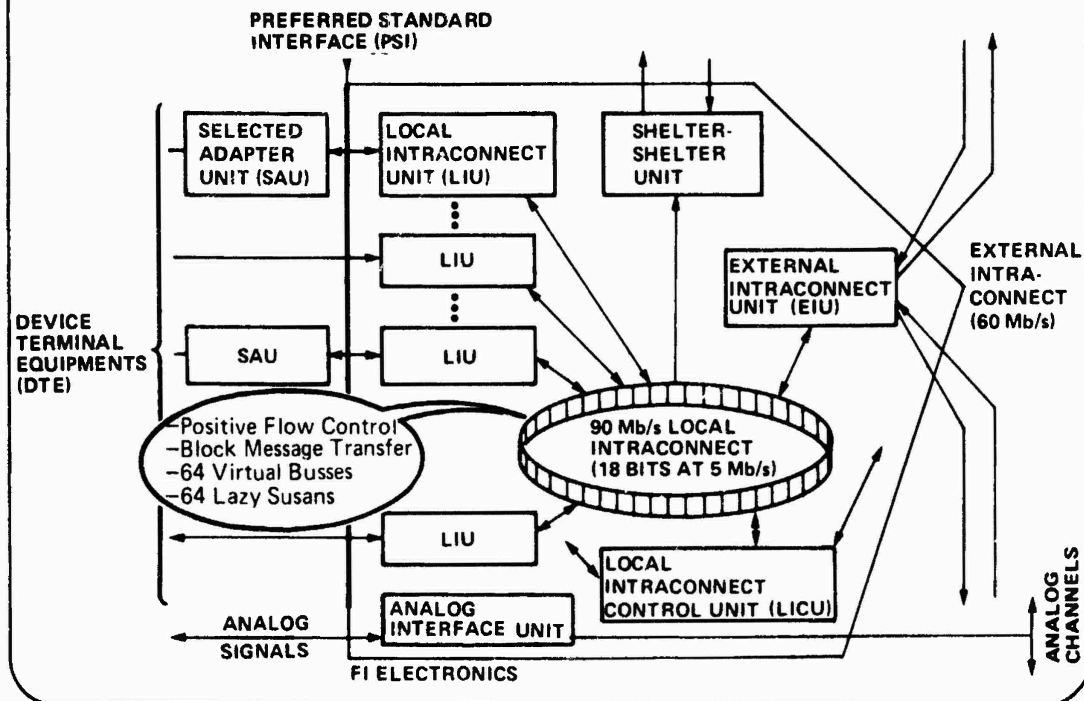 PREFERRED STANDARD
INTERFACE (PSI)
SELECTED
ADAPTER
UNIT (SAU)
LOCAL
INTRACONNECT
UNIT (LIU)
SHELTER-
SHELTER
UNIT
LIU
EXTERNAL
INTRACONNECT
UNIT (EIU)
EXTERNAL
INTRA-
CONNECT
(60 Mb/s)
DEVICE
TERMINAL
EQUIPMENTS
(DTE)
SAU
LIU
–Positive Flow Control
–Block Message Transfer
–64 Virtual Busses
–64 Lazy Susans
90 Mb/s LOCAL
INTRACONNECT
(18 BITS AT 5 Mb/s)
LIU
LOCAL
INTRACONNECT
CONTROL UNIT (LICU)
ANALOG
SIGNALS
ANALOG
INTERFACE UNIT
ANALOG
CHANNELS
FI ELECTRONICS